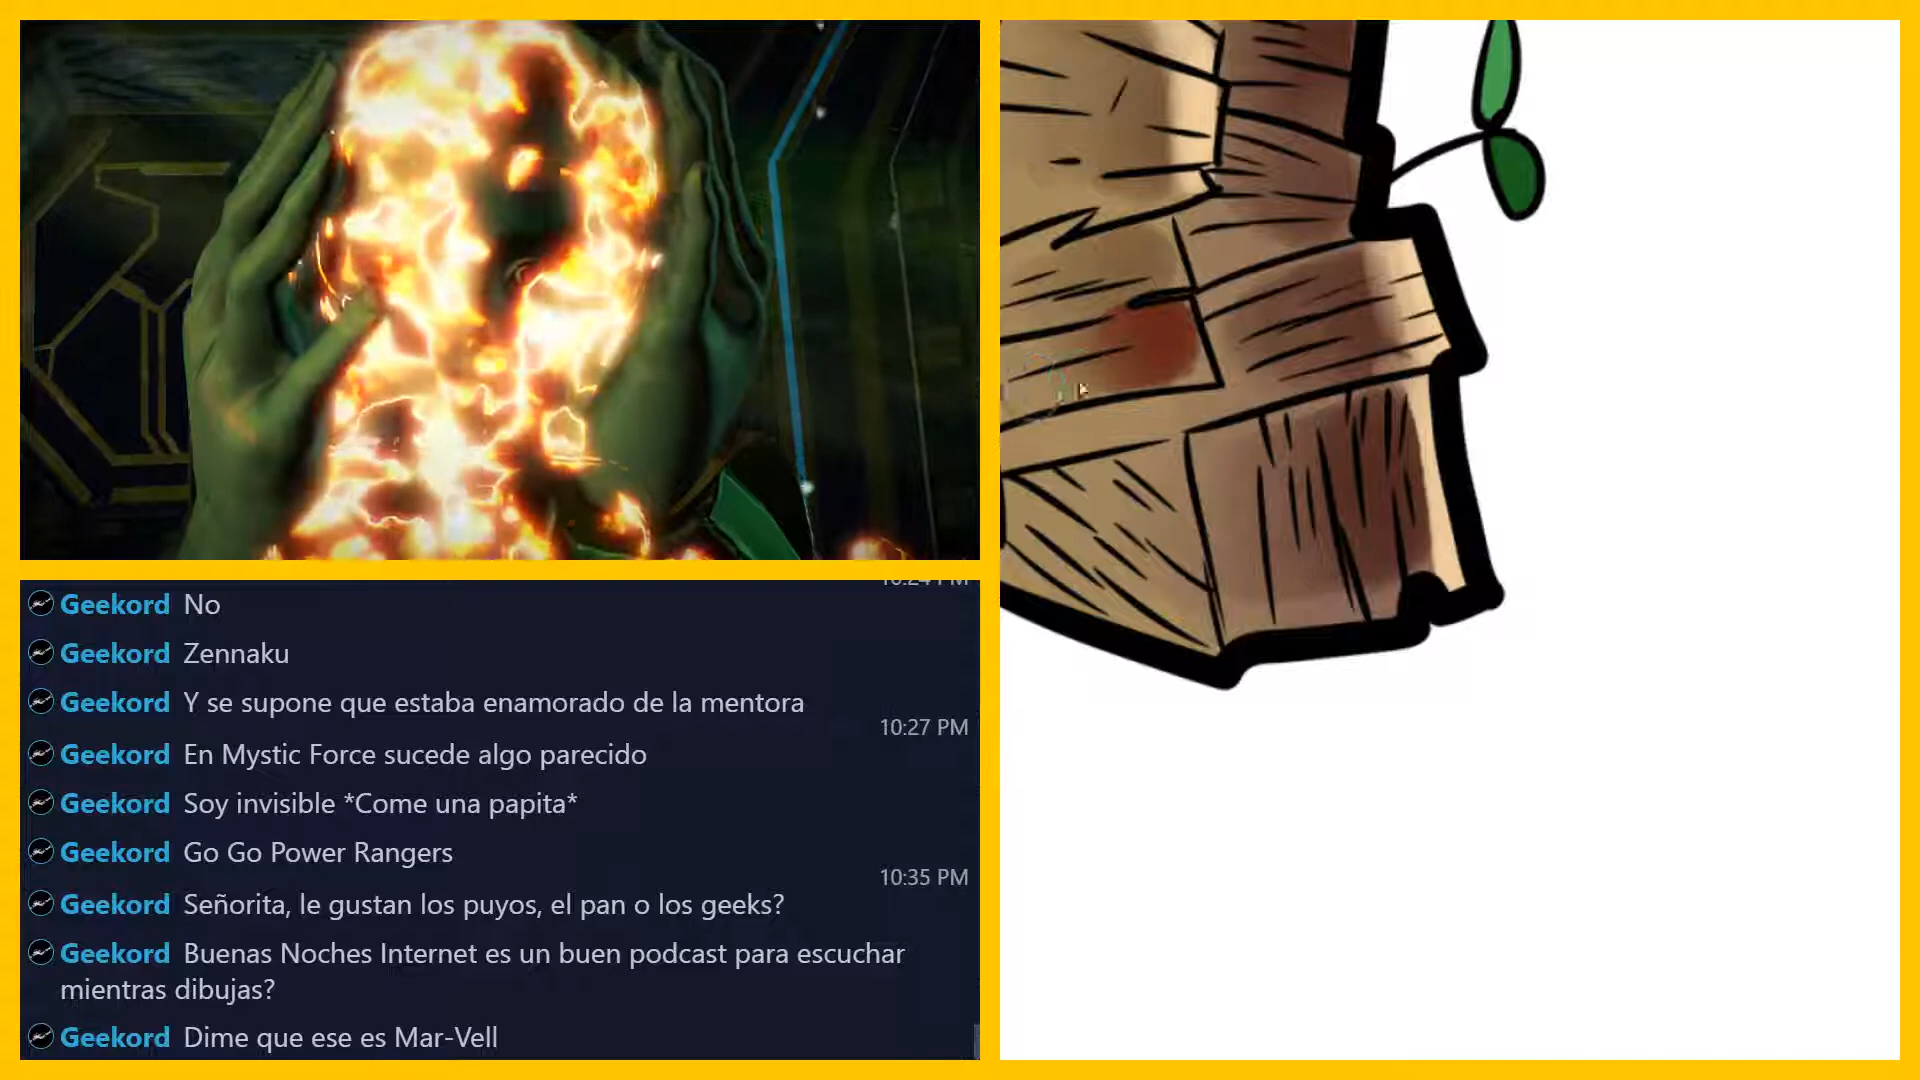 Geekord No
Geekord Zennaku
Geekord Y se supone que estaba enamorado de la mentora
10:27 PM
Geekord En Mystic Force sucede algo parecido
Geekord Soy invisible *Come una papita*
Geekord Go Go Power Rangers
10:35 PM
Geekord Señorita, le gustan los puyos, el pan o los geeks?
Geekord Buenas Noches Internet es un buen podcast para escuchar
mientras dibujas?
Geekord Dime que ese es Mar-Vell